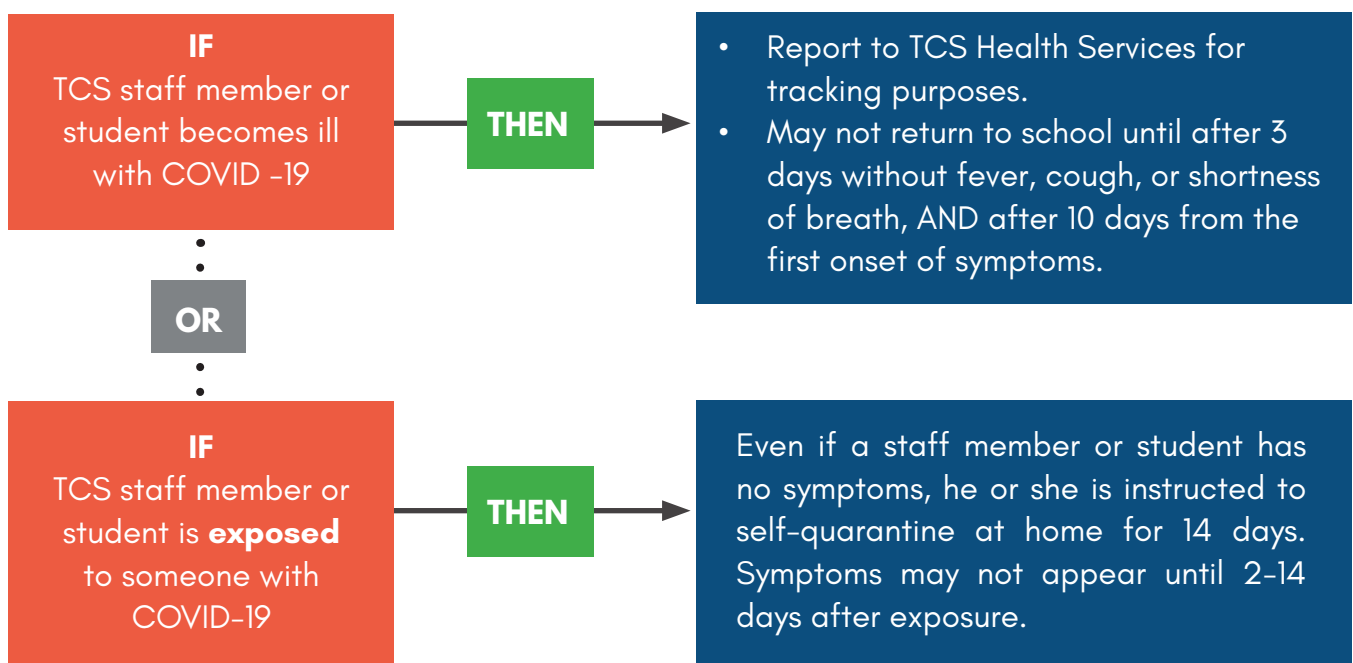 IF
TCS staff member or
student becomes ill
with COVID -19
THEN
• Report to TCS Health Services for
tracking purposes.
• May not return to school until after 3
days without fever, cough, or shortness
of breath, AND after 10 days from the
first onset of symptoms.
OR
IF
TCS staff member or
student is exposed
to someone with
COVID-19
THEN
Even if a staff member or student has
no symptoms, he or she is instructed to
self-quarantine at home for 14 days.
Symptoms may not appear until 2-14
days after exposure.